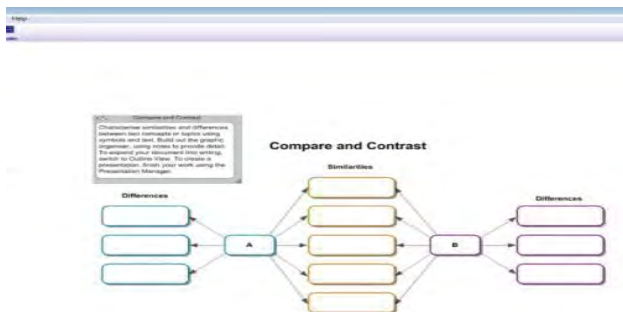 Help
Compare and Contrast
Characterise similarities and differences
between two concepts or topics using
symbols and text. Build out the graphic
organiser, using notes to provide detail.
To expand your document into writing,
switch to Outline View. To create a
presentation, finish your work using the
Presentation Manager.
Compare and Contrast
Similarities
Differences
Differences
A
B